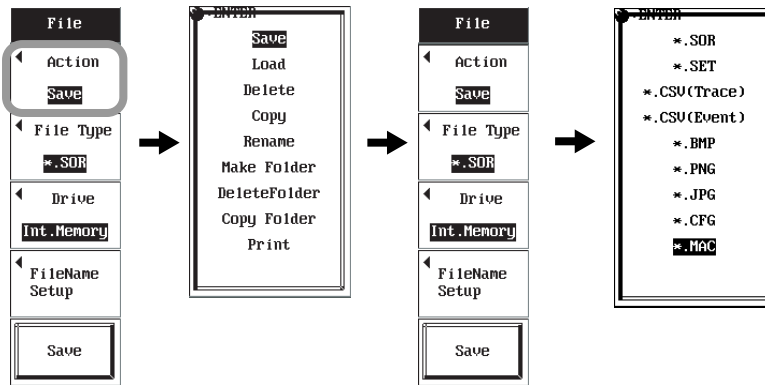 File
Action
Save
File Type
*.SOR
Drive
Int.Memory
FileName
Setup
Save
:ENTER
Save
Load
Delete
Copy
Rename
Make Folder
DeleteFolder
Copy Folder
Print
File
Action
Save
File Type
*.SOR
Drive
Int.Memory
FileName
Setup
Save
:ENTER
*.SOR
*.SET
*.CSV(Trace)
*.CSV(Event)
*.BMP
*.PNG
*.JPG
*.CFG
*.MAC